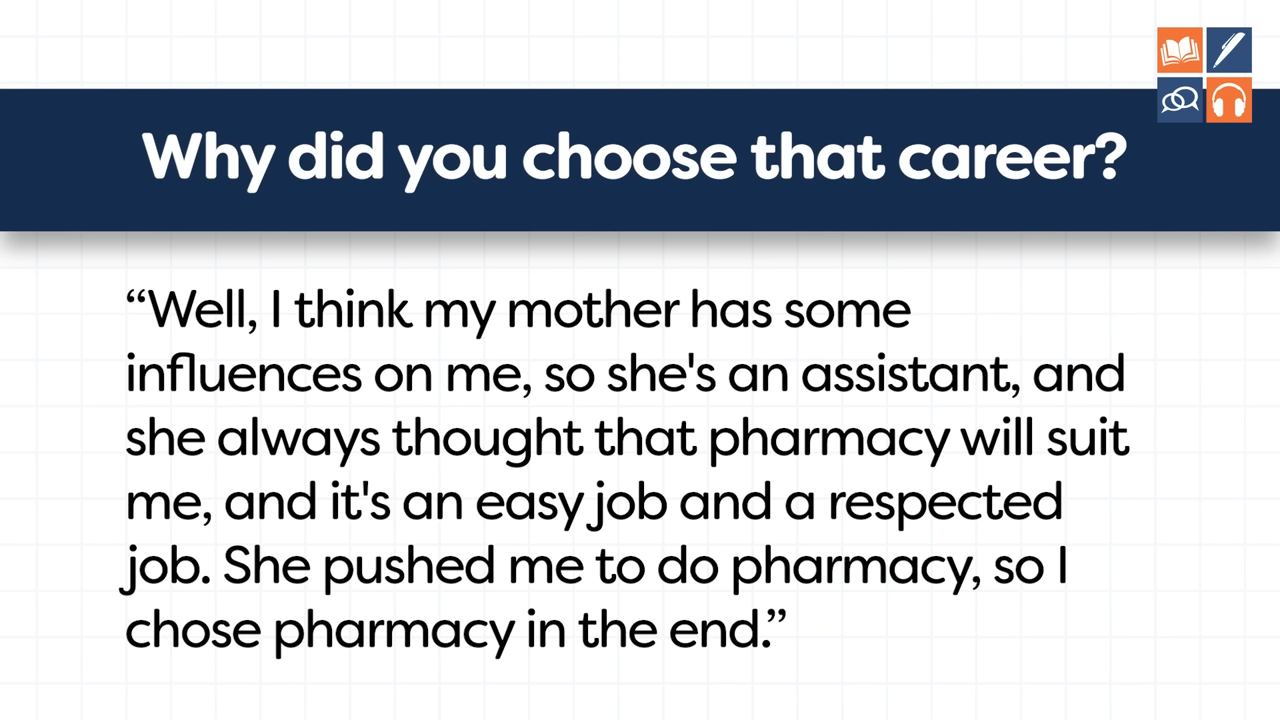 Why did you choose that career?
“Well, I think my mother has some
influences on me, so she's an assistant, and
she always thought that pharmacy will suit
me, and it's an easy job and a respected
job. She pushed me to do pharmacy, so I
chose pharmacy in the end.”